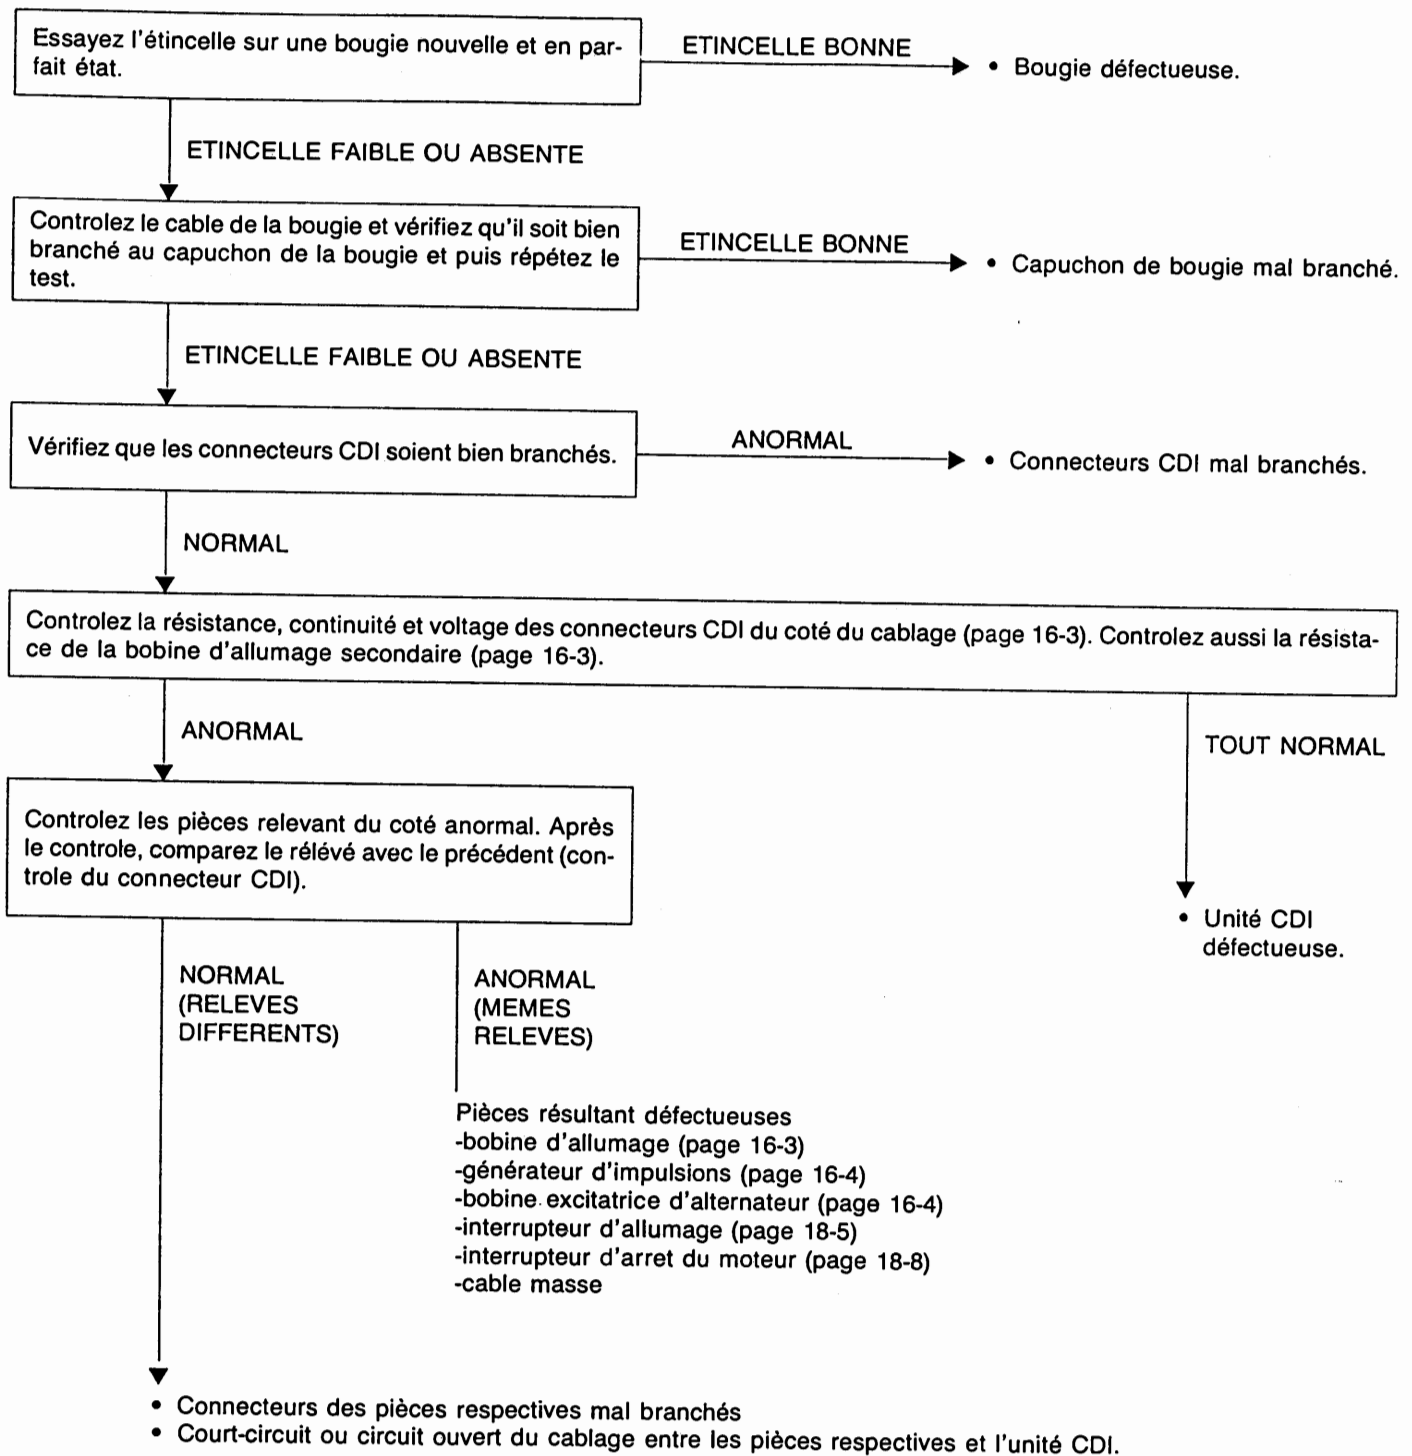 Essayez l'étincelle sur une bougie nouvelle et en par-
fait état.
ETINCELLE BONNE
• Bougie défectueuse.
ETINCELLE FAIBLE OU ABSENTE
Controlez le cable de la bougie et vérifiez qu'il soit bien
branché au capuchon de la bougie et puis répétez le
test.
ETINCELLE BONNE
• Capuchon de bougie mal branché.
ETINCELLE FAIBLE OU ABSENTE
Vérifiez que les connecteurs CDI soient bien branchés.
ANORMAL
• Connecteurs CDI mal branchés.
NORMAL
Controlez la résistance, continuité et voltage des connecteurs CDI du coté du cablage (page 16-3). Controlez aussi la résista-
ce de la bobine d'allumage secondaire (page 16-3).
ANORMAL
TOUT NORMAL
Controlez les pièces relevant du coté anormal. Après
le controle, comparez le rélévé avec le précédent (con-
trole du connecteur CDI).
• Unité CDI
défectueuse.
NORMAL
(RELEVES
DIFFERENTS)
ANORMAL
(MEMES
RELEVES)
Pièces résultant défectueuses
-bobine d'allumage (page 16-3)
-générateur d'impulsions (page 16-4)
-bobine excitatrice d'alternateur (page 16-4)
-interrupteur d'allumage (page 18-5)
-interrupteur d'arret du moteur (page 18-8)
-cable masse
• Connecteurs des pièces respectives mal branchés
• Court-circuit ou circuit ouvert du cablage entre les pièces respectives et l'unité CDI.